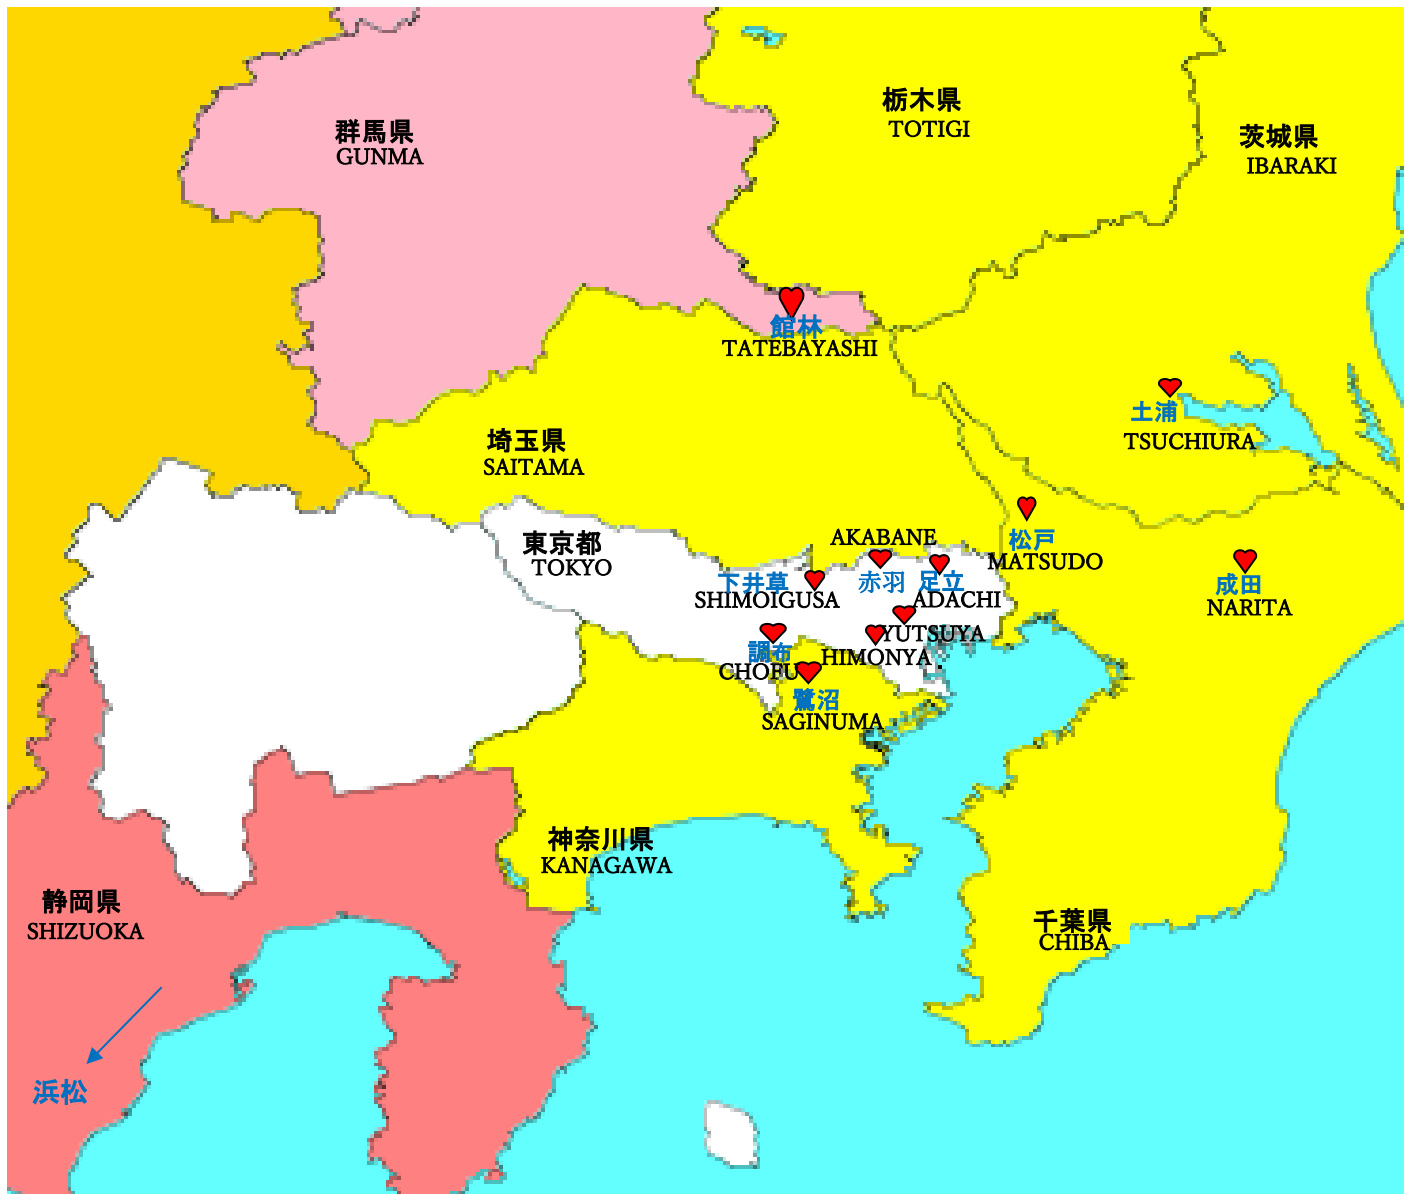 栃木県
TOTIGI
群馬県
GUNMA
茨城県
IBARAKI
館林
TATEBAYASHI
土浦
TSUCHIURA
埼玉県
SAITAMA
東京都
TOKYO
AKABANE
赤羽
松戸
MATSUDO
下井草
SHIMOIGUSA
足立
ADACHI
成田
NARITA
YUTSUYA
調布
CHOFU
HIMONYA
鷺沼
SAGINUMA
神奈川県
KANAGAWA
静岡県
SHIZUOKA
千葉県
CHIBA
浜松